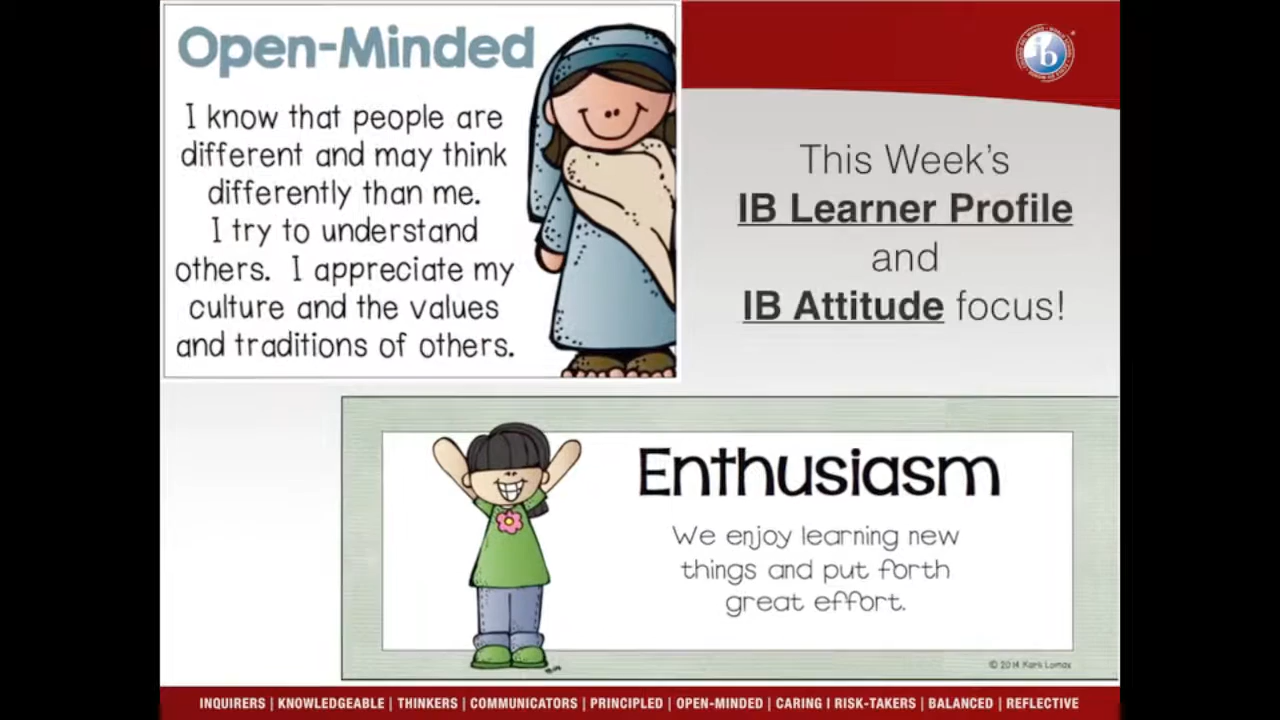 Open-Minded
I know that people are
different and may think
differently than me.
I try to understand
others. I appreciate my
culture and the values
and traditions of others.
ib
This Week's
IB Learner Profile
and
IB Attitude focus!
Enthusiasm
We enjoy learning new
things and put forth
great effort.
© 2014 Karli Lomax
INQUIRERS | KNOWLEDGEABLE | THINKERS | COMMUNICATORS | PRINCIPLED | OPEN-MINDED | CARING I RISK-TAKERS | BALANCED | REFLECTIVE